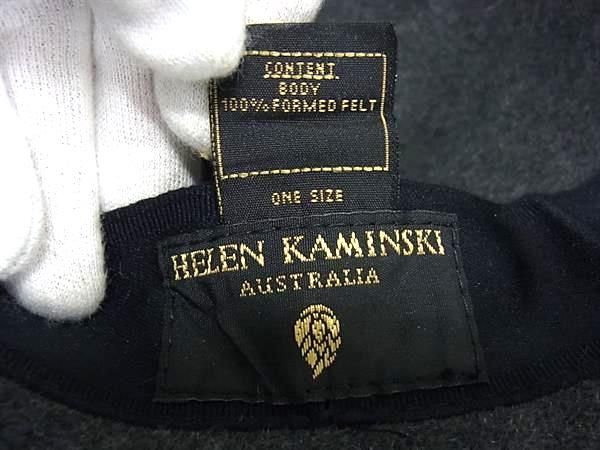 CONTENT
BODY
100% FORMED FELT
ONE SIZE
HELEN KAMINSKI
AUSTRALIA